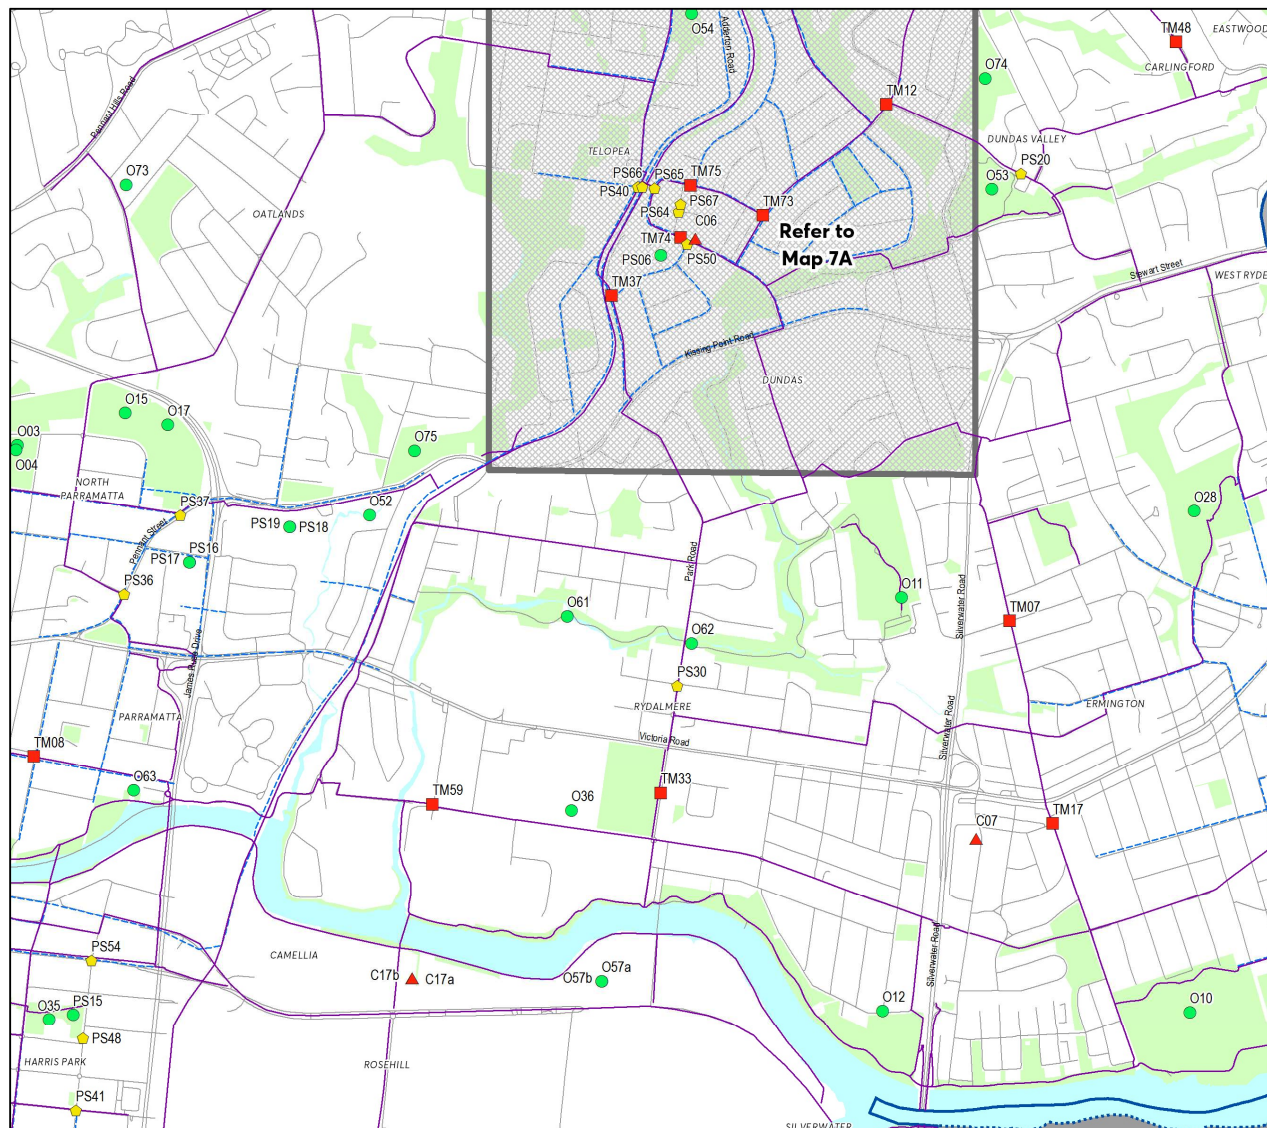 O54
Adderton Road
TM48
EASTWOOD
CARLINGFORD
O74
Pennant Hills Road
TM12
DUNDAS VALLEY
TELOPEA
PS20
O53
O73
PS66
PS65
TM75
PS40
PS67
PS64
C06
TM73
OATLANDS
Refer to
Map 7A
TM74
PS06
PS50
Stewart Street
WEST RYDE
TM37
Kissing Point Road
DUNDAS
O15
O17
O03
O04
O75
NORTH
PARRAMATTA
PS37
PS19
PS18
O52
O28
Pennant Street
PS16
PS17
Park Road
PS36
O11
O61
Silverwater Road
TM07
O62
James Ruse Drive
PS30
RYDALMERE
PARRAMATTA
ERMINGTON
Silverwater Road
Victoria Road
TM08
O63
TM59
O36
TM33
C07
TM17
PS54
CAMELLIA
Silverwater Road
C17b
C17a
O57b
O57a
O12
O10
O35
PS15
PS48
HARRIS PARK
ROSEHILL
PS41
SILVERWATER